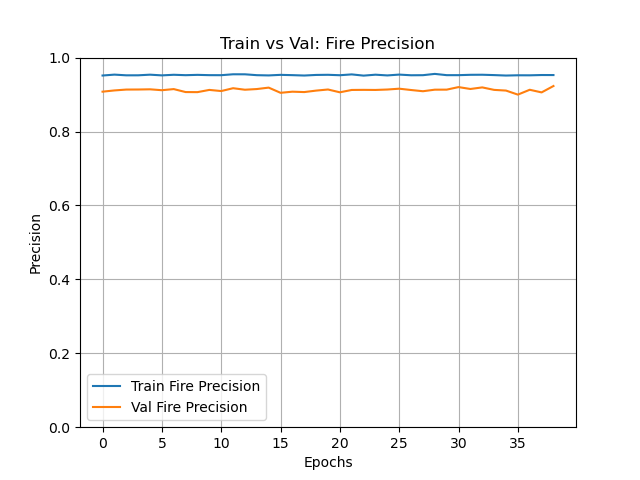 Train vs Val: Fire Precision
1.0
0.8
0.6
0.4
0.2
0.0
Precision
Train Fire Precision
Val Fire Precision
0 5 10 15 20 25 30 35
Epochs